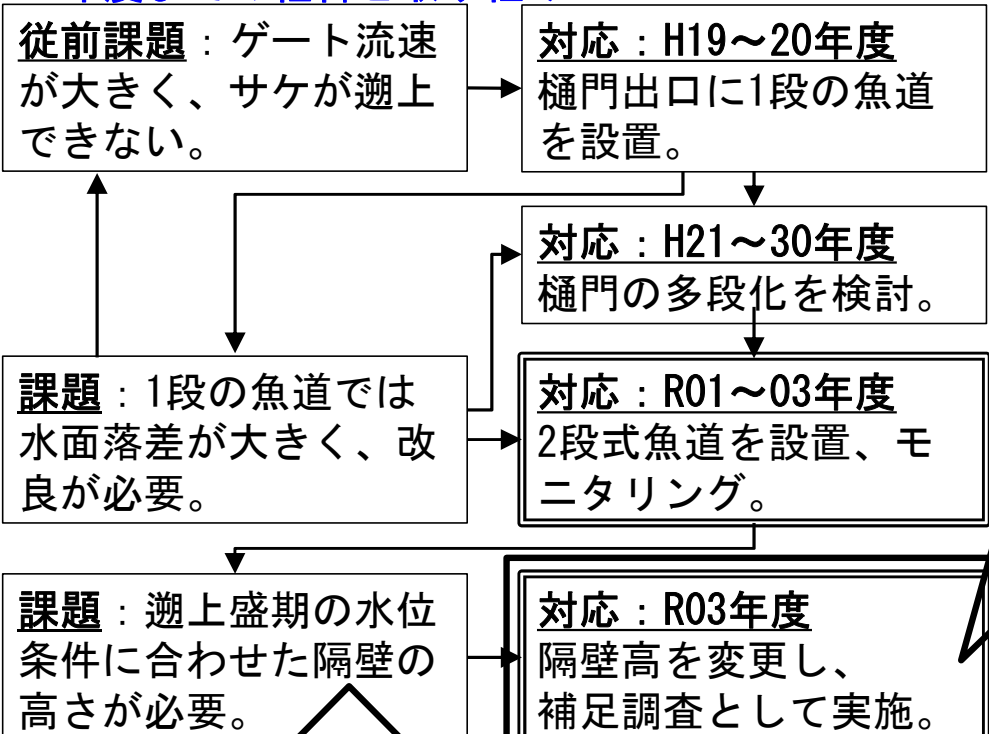 従前課題：ゲート流速
が大きく、サケが遡上
できない。
対応：H19～20年度
樋門出口に1段の魚道
を設置。
対応：H21～30年度
樋門の多段化を検討。
課題：1段の魚道では
水面落差が大きく、改
良が必要。
対応：R01～03年度
2段式魚道を設置、モ
ニタリング。
課題：遡上盛期の水位
条件に合わせた隔壁の
高さが必要。
対応：R03年度
隔壁高を変更し、
補足調査として実施。